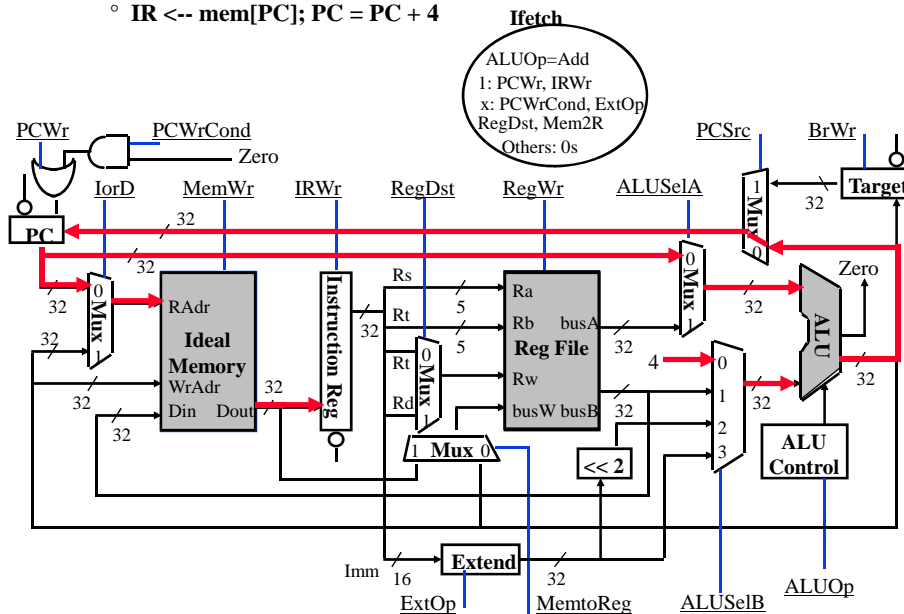 ° IR <-- mem[PC]; PC = PC + 4
Ifetch
ALUOp=Add
1: PCWr, IRWr
x: PCWrCond, ExtOp
RegDst, Mem2R
Others: 0s
PCWr PCWrCond PCSrc BrWr
Zero
IorD MemWr IRWr RegDst RegWr ALUSelA
1 Mux 0
32 Target
PC 32
32 32
Zero
32 0 Mux 1 RAdr
Ideal
Memory
WrAdr
Din Dout
32 32 32 32
Instruction Reg
32
Rs 5 Ra
Rt 5 Rb busA 32
Reg File
Rt 0 Mux 1 Rw
Rd busW busB 32
0 Mux 1 32
ALU 32
4 0
1 32
2
3
1 Mux 0
<< 2
ALU
Control
Imm 16 Extend 32
ExtOp MemtoReg ALUSelB ALUOp